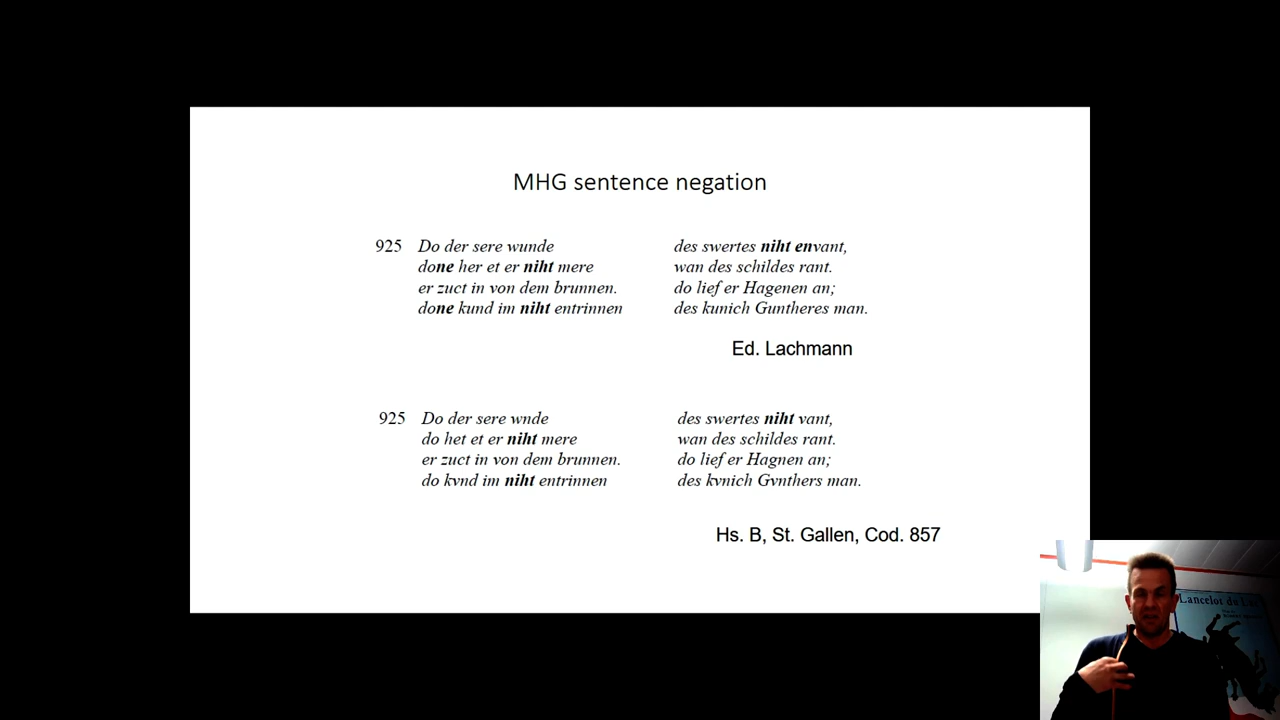 MHG sentence negation
925 Do der sere wunde des swertes niht envant,
done her et er niht mere wan des schildes rant.
er zuct in von dem brunnen. do lief er Hagenen an;
done kund im niht entrinnen des kunich Guntheres man.
Ed. Lachmann
925 Do der sere wnde des swertes niht vant,
do het et er niht mere wan des schildes rant.
er zuct in von dem brunnen. do lief er Hagnen an;
do kvnd im niht entrinnen des kvnich Gvnthers man.
Hs. B, St. Gallen, Cod. 857
Lancelot du Lac